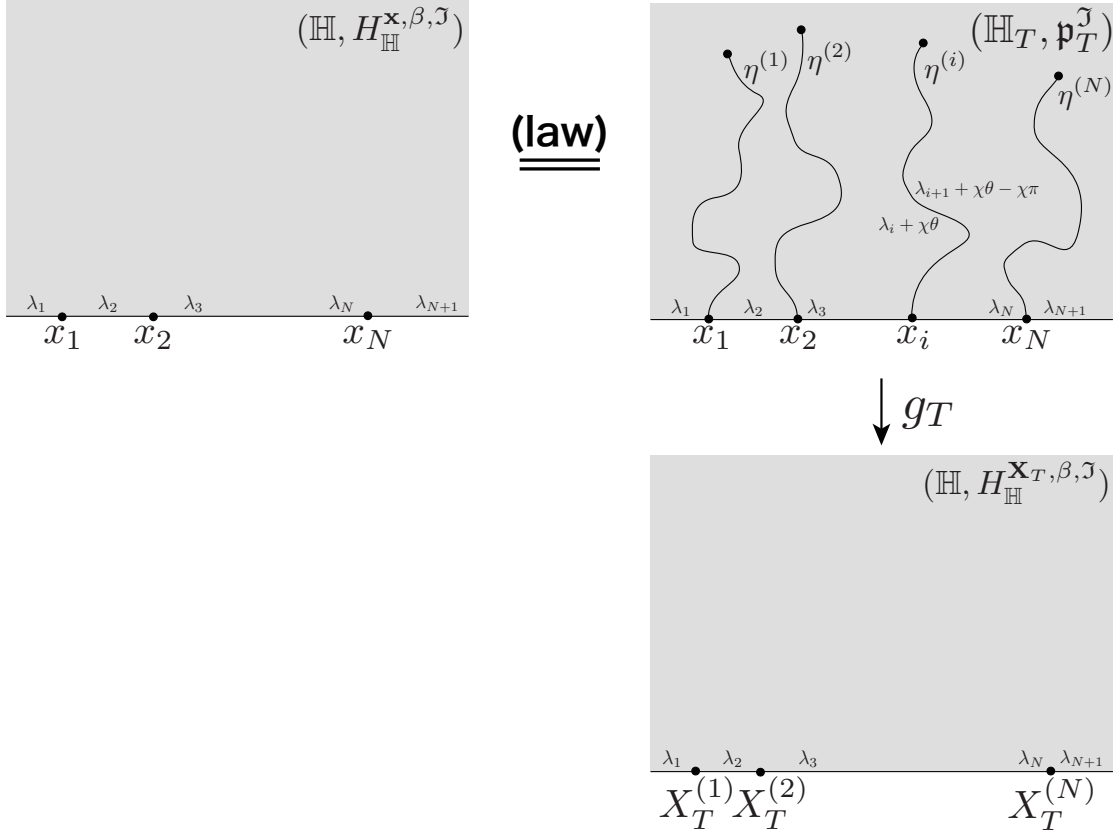 (ℍ, H_ℍ^{𝐱,β,ℑ})
λ₁ λ₂ λ₃ λ_N λ_{N+1}
x₁ x₂ x_N
(law)
(ℍ_T, 𝔭_T^ℑ)
η^{(1)} η^{(2)} η^{(i)} η^{(N)}
λ_{i+1} + χθ − χπ
λ_i + χθ
λ₁ λ₂ λ₃ λ_N λ_{N+1}
x₁ x₂ x_i x_N
g_T
(ℍ, H_ℍ^{𝐗_T,β,ℑ})
λ₁ λ₂ λ₃ λ_N λ_{N+1}
X_T^{(1)} X_T^{(2)} X_T^{(N)}